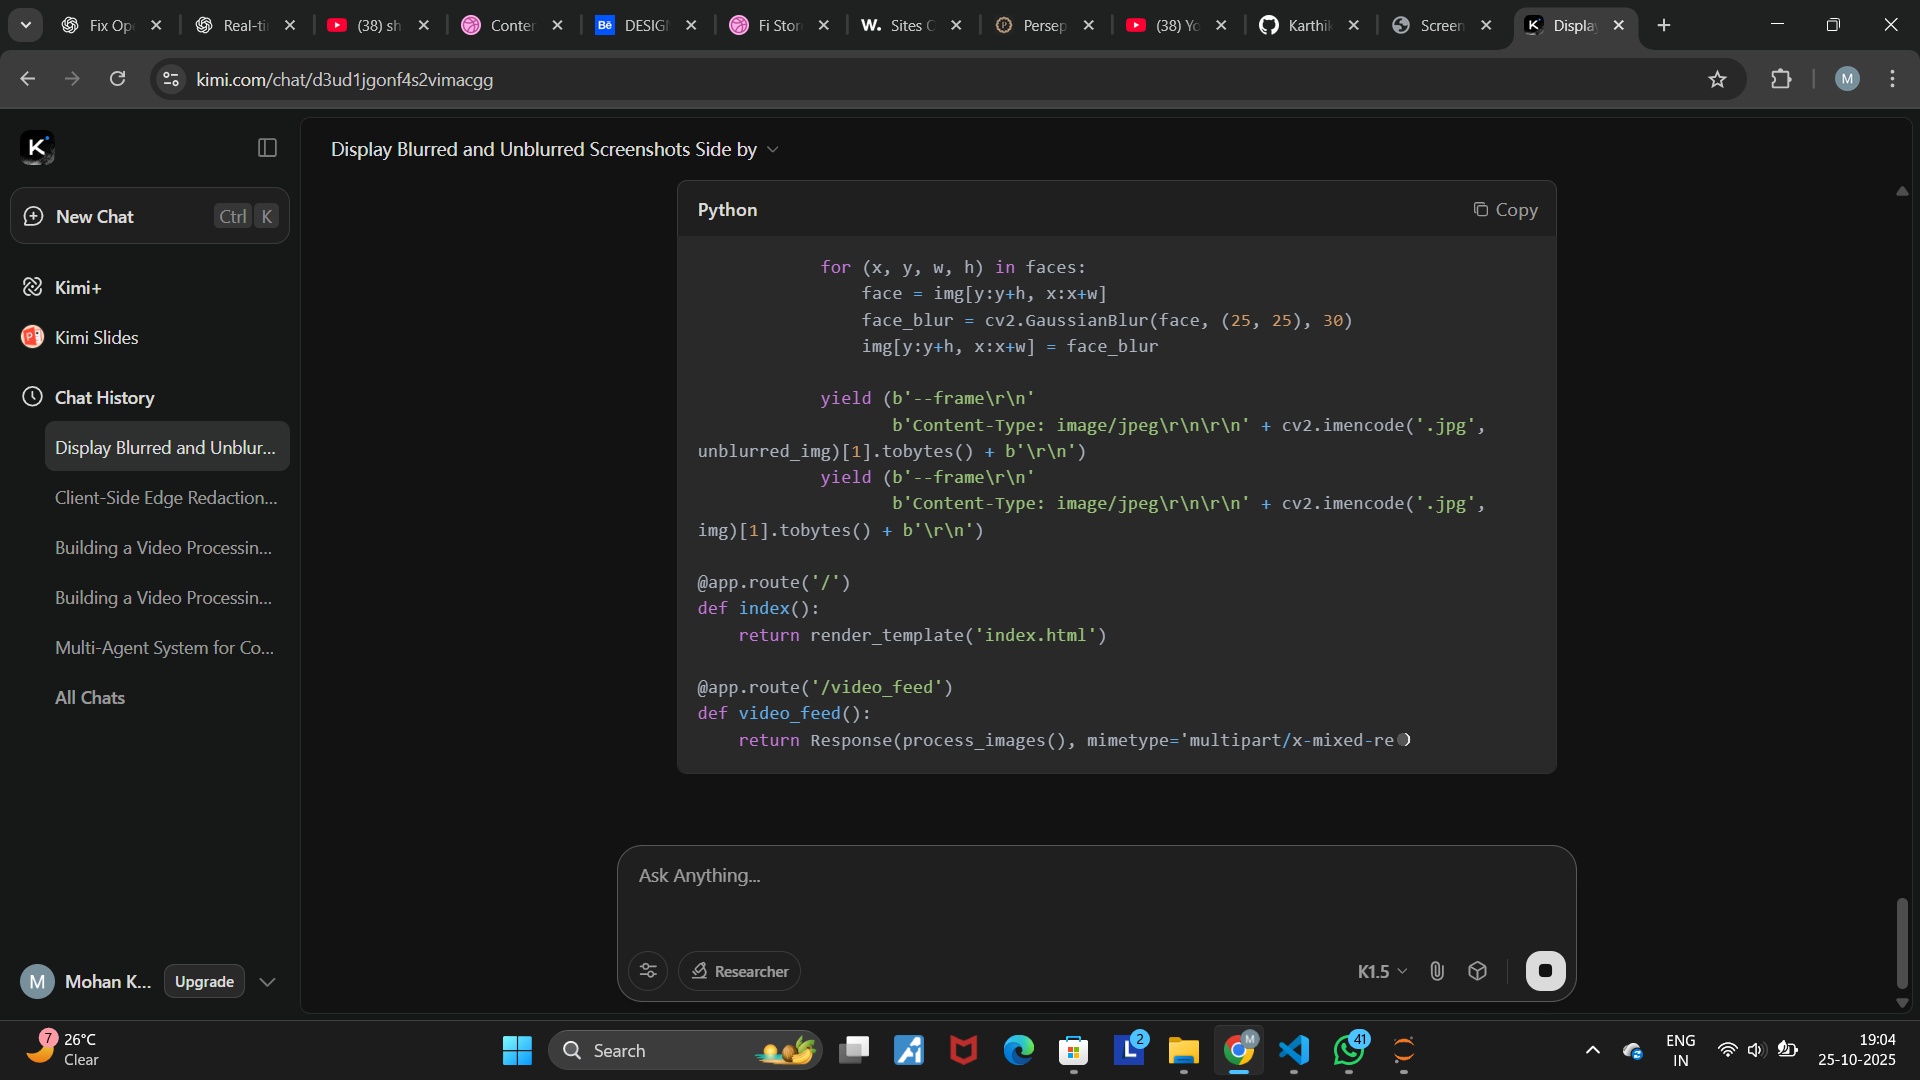 Fix Op
Real-ti
(38) sh
Conter
Bē DESIGI
Fi Stor
W. Sites C
Persep
(38) Yo
Karthik
Screen
Display
kimi.com/chat/d3ud1jgonf4s2vimacgg
M
K
Display Blurred and Unblurred Screenshots Side by
New Chat Ctrl K
Kimi+
Kimi Slides
Chat History
Display Blurred and Unblur...
Client-Side Edge Redaction...
Building a Video Processin...
Building a Video Processin...
Multi-Agent System for Co...
All Chats
M Mohan K... Upgrade
Python Copy
for (x, y, w, h) in faces:
face = img[y:y+h, x:x+w]
face_blur = cv2.GaussianBlur(face, (25, 25), 30)
img[y:y+h, x:x+w] = face_blur
yield (b'--frame\r\n'
b'Content-Type: image/jpeg\r\n\r\n' + cv2.imencode('.jpg',
unblurred_img)[1].tobytes() + b'\r\n')
yield (b'--frame\r\n'
b'Content-Type: image/jpeg\r\n\r\n' + cv2.imencode('.jpg',
img)[1].tobytes() + b'\r\n')
@app.route('/')
def index():
return render_template('index.html')
@app.route('/video_feed')
def video_feed():
return Response(process_images(), mimetype='multipart/x-mixed-re
Ask Anything...
Researcher
K1.5
7 26°C
Clear
Search
L 2
M
41
ENG
IN
19:04
25-10-2025